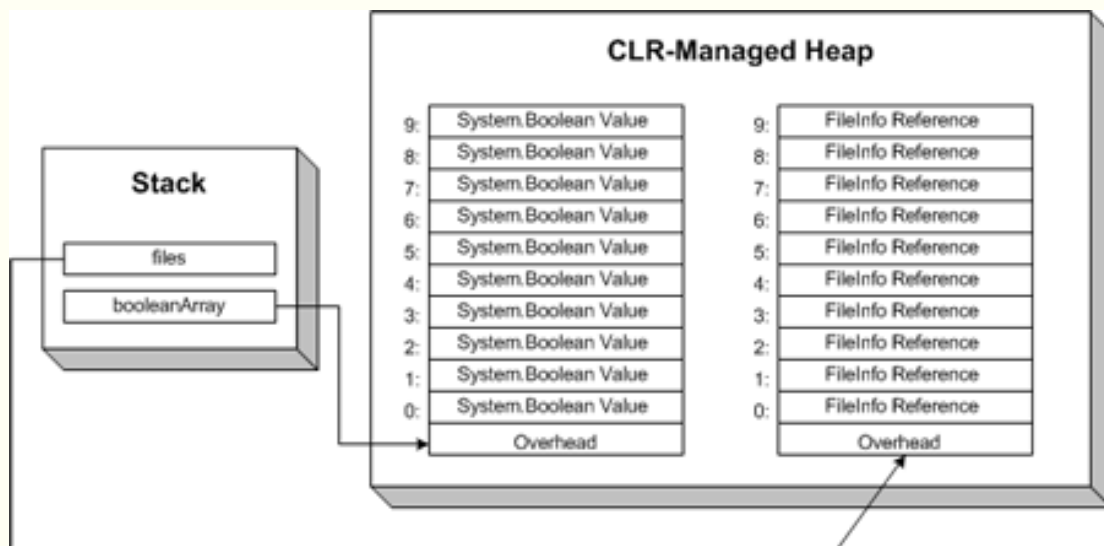 CLR-Managed Heap
Stack
files
booleanArray
9: System.Boolean Value
8: System.Boolean Value
7: System.Boolean Value
6: System.Boolean Value
5: System.Boolean Value
4: System.Boolean Value
3: System.Boolean Value
2: System.Boolean Value
1: System.Boolean Value
0: System.Boolean Value
Overhead
9: FileInfo Reference
8: FileInfo Reference
7: FileInfo Reference
6: FileInfo Reference
5: FileInfo Reference
4: FileInfo Reference
3: FileInfo Reference
2: FileInfo Reference
1: FileInfo Reference
0: FileInfo Reference
Overhead